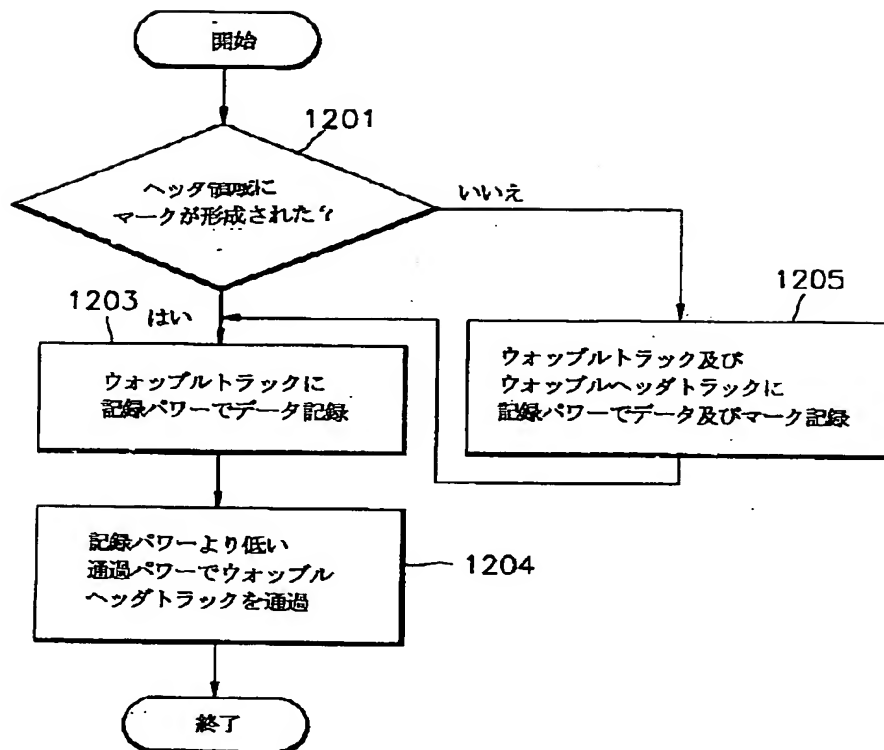 開始
1201
ヘッダ領域に
マークが形成された?
いいえ
はい
1203
ウォッブルトラックに
記録パワーでデータ記録
1205
ウォッブルトラック及び
ウォッブルヘッダトラックに
記録パワーでデータ及びマーク記録
記録パワーより低い
通過パワーでウォッブル
ヘッダトラックを通過
1204
終了